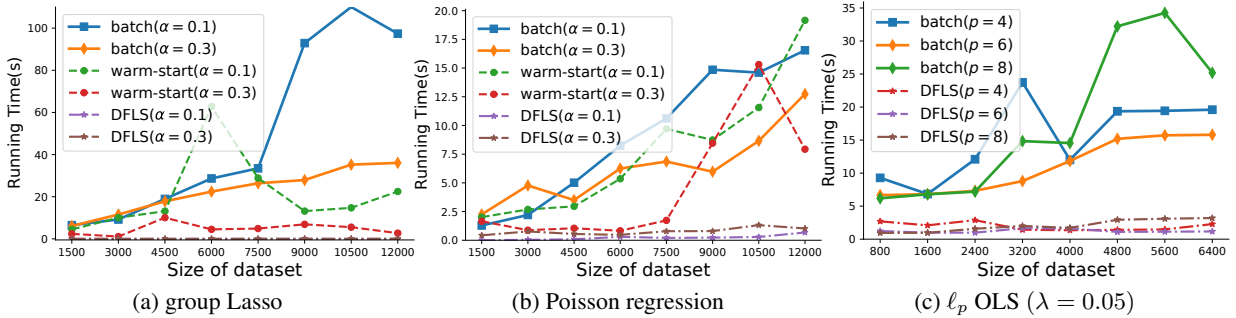 Running Time(s)
100
80
60
40
20
0
batch(α = 0.1)
batch(α = 0.3)
warm-start(α = 0.1)
warm-start(α = 0.3)
DFLS(α = 0.1)
DFLS(α = 0.3)
1500 3000 4500 6000 7500 9000 10500 12000
Size of dataset
(a) group Lasso
Running Time(s)
20.0
17.5
15.0
12.5
10.0
7.5
5.0
2.5
0.0
batch(α = 0.1)
batch(α = 0.3)
warm-start(α = 0.1)
warm-start(α = 0.3)
DFLS(α = 0.1)
DFLS(α = 0.3)
1500 3000 4500 6000 7500 9000 10500 12000
Size of dataset
(b) Poisson regression
Running Time(s)
35
30
25
20
15
10
5
0
batch(p = 4)
batch(p = 6)
batch(p = 8)
DFLS(p = 4)
DFLS(p = 6)
DFLS(p = 8)
800 1600 2400 3200 4000 4800 5600 6400
Size of dataset
(c) ℓp OLS (λ = 0.05)